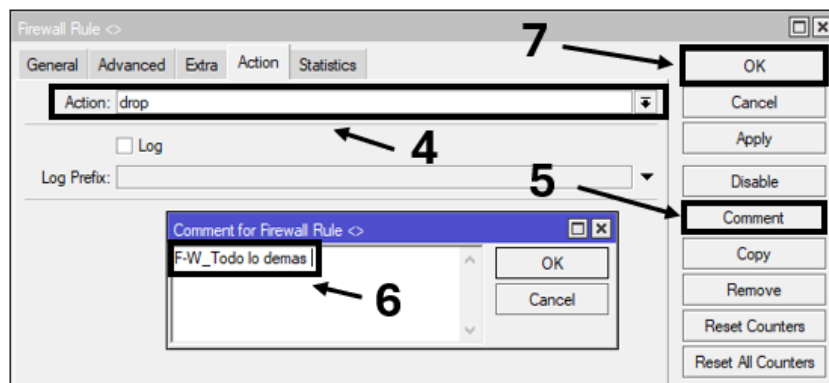 Firewall Rule <>
7
General Advanced Extra Action Statistics
OK
Action: drop
Cancel
4
Log
Apply
Log Prefix:
5
Disable
Comment for Firewall Rule <>
Comment
F-W_Todo lo demas
OK
Copy
6
Cancel
Remove
Reset Counters
Reset All Counters